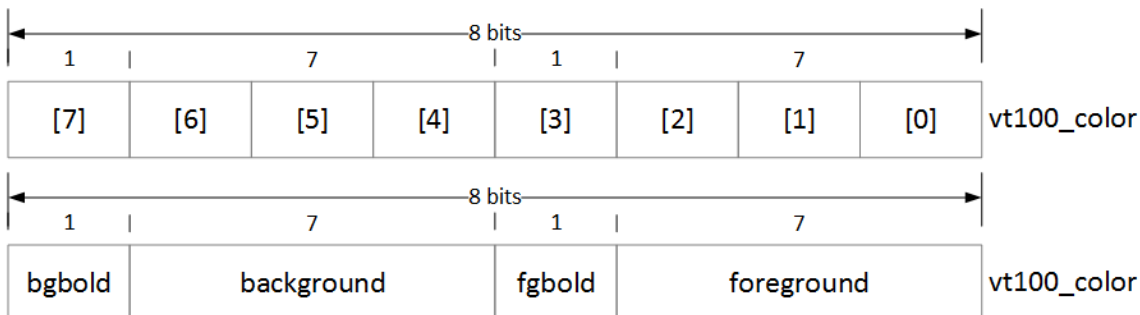 8 bits
1 7 1 7
[7] [6] [5] [4] [3] [2] [1] [0] vt100_color
8 bits
1 7 1 7
bgbold background fgbold foreground vt100_color